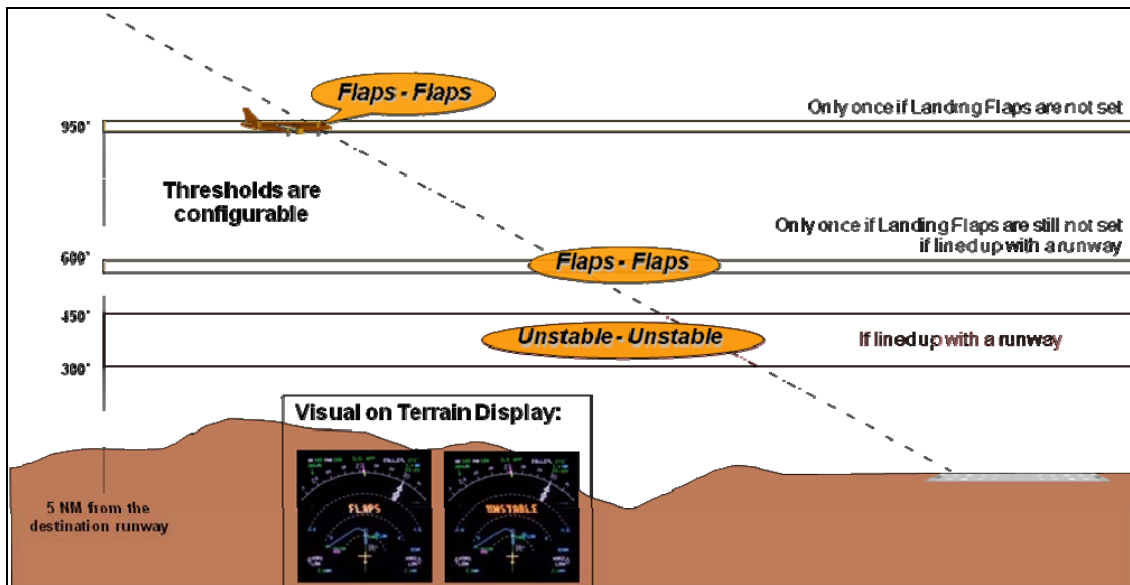 Flaps - Flaps
Only once if Landing Flaps are not set
950'
Thresholds are
configurable
Only once if Landing Flaps are still not set
if lined up with a runway
600'
Flaps - Flaps
450'
Unstable - Unstable
If lined up with a runway
300'
Visual on Terrain Display:
FLAPS
UNSTABLE
5 NM from the
destination runway